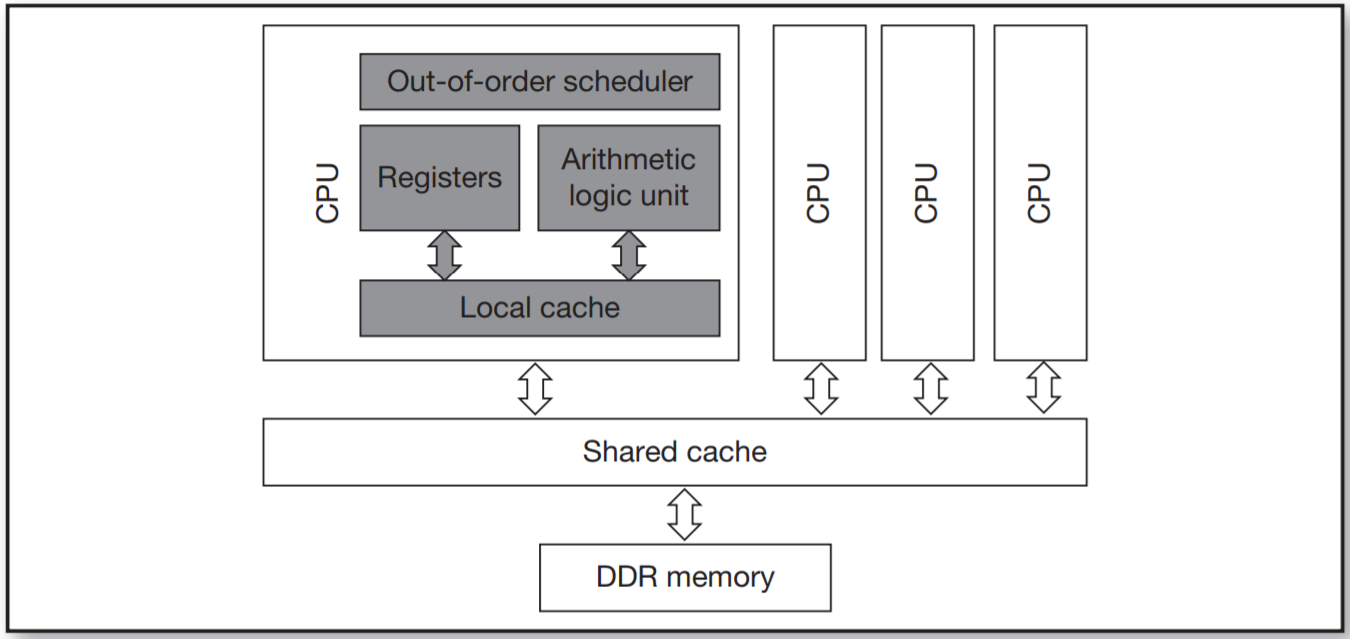 CPU
Out-of-order scheduler
Registers
Arithmetic
logic unit
Local cache
CPU
CPU
CPU
Shared cache
DDR memory